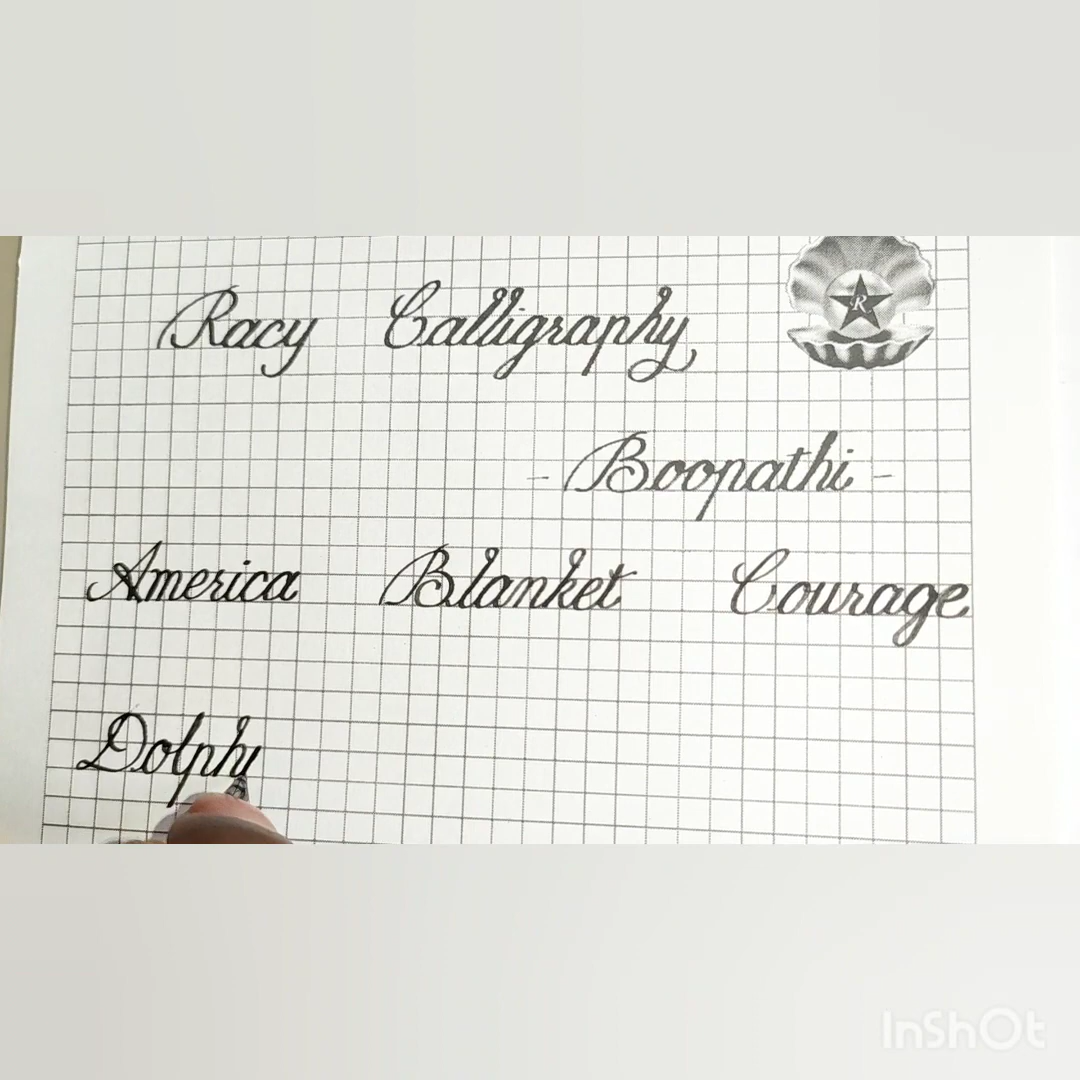 Racy Calligraphy
R
- Boopathi -
America Blanket Courage
Dolphi
InShOt